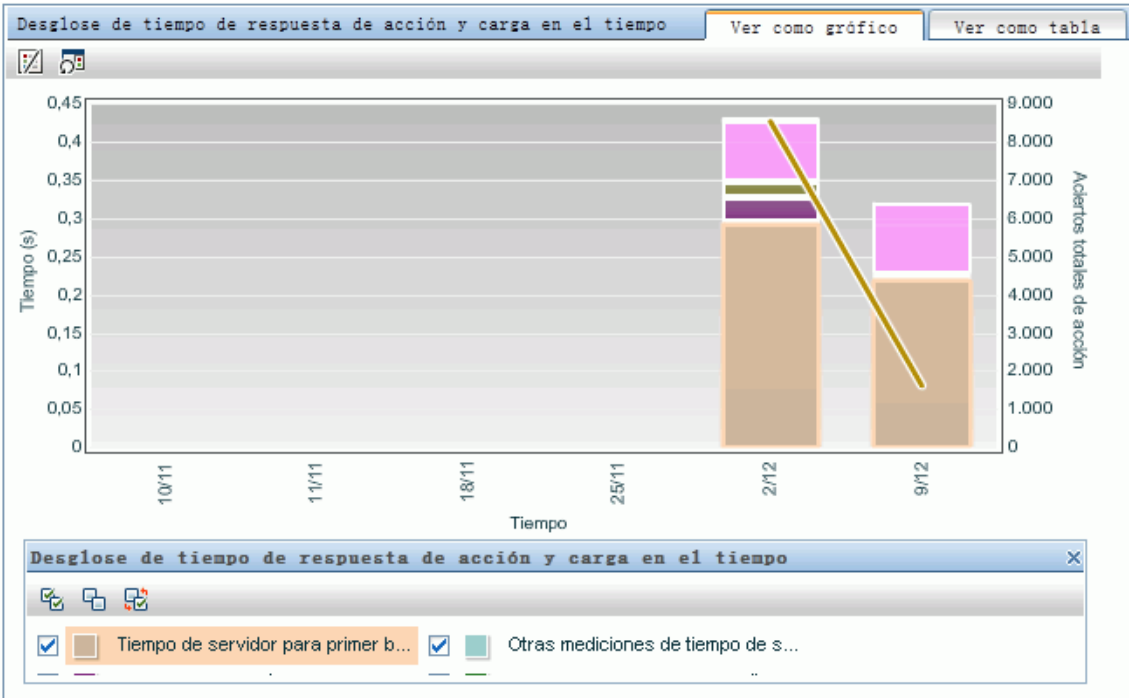 Desglose de tiempo de respuesta de acción y carga en el tiempo
Ver como gráfico
Ver como tabla
0,45
0,4
0,35
0,3
0,25
0,2
0,15
0,1
0,05
0
Tiempo (s)
9.000
8.000
7.000
6.000
5.000
4.000
3.000
2.000
1.000
0
Aciertos totales de acción
10/11
11/11
18/11
25/11
2/12
9/12
Tiempo
Desglose de tiempo de respuesta de acción y carga en el tiempo
Tiempo de servidor para primer b...
Otras mediciones de tiempo de s...